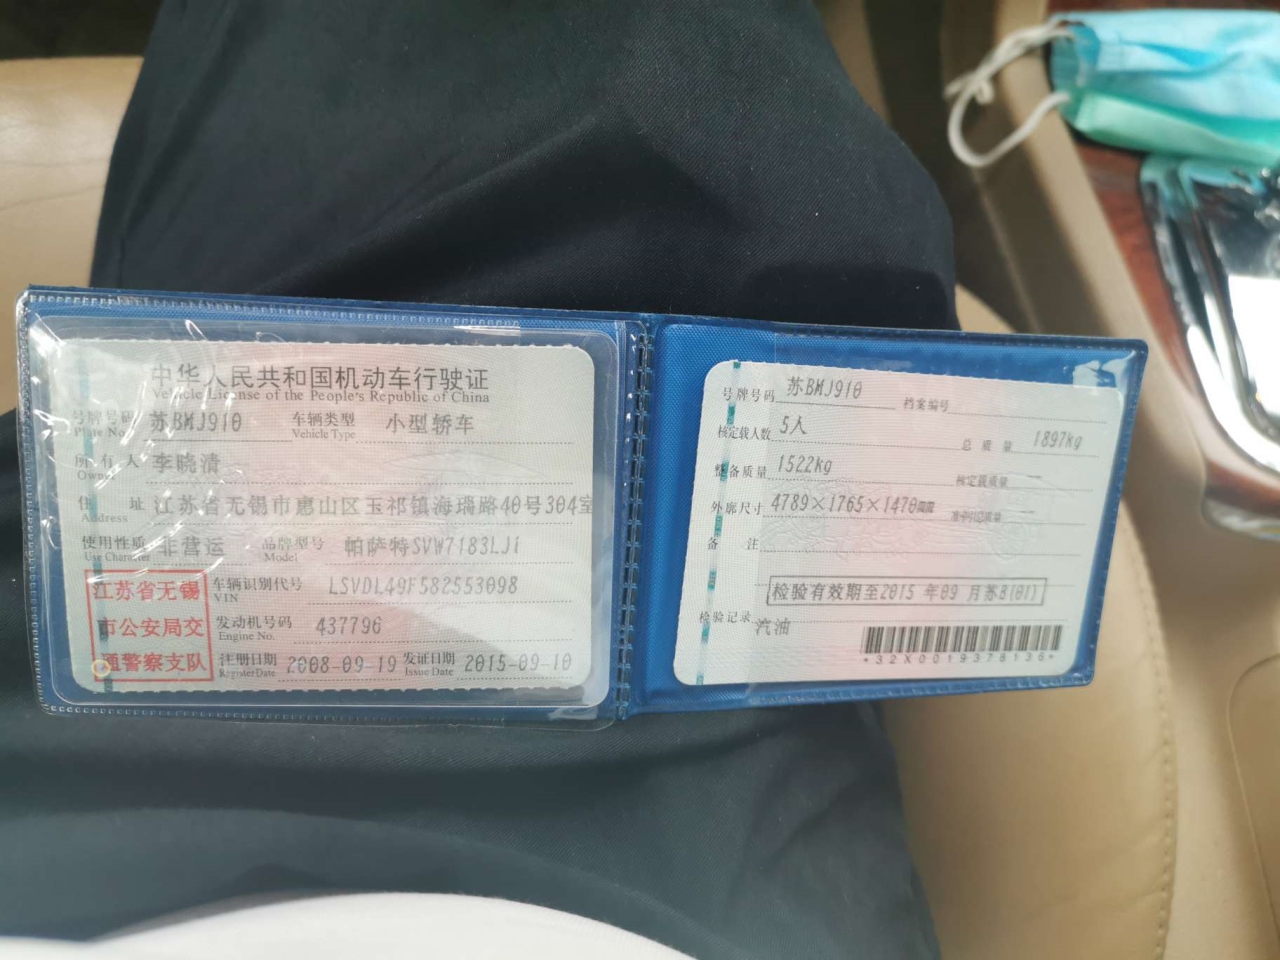 中华人民共和国机动车行驶证
Vehicle License of the People's Republic of China
号牌号码 苏BMJ910 车辆类型 小型轿车
Plate No. Vehicle Type
所有人 李晓清
Owner
住址 江苏省无锡市惠山区玉祁镇海瑙路40号304室
Address
使用性质 非营运 品牌型号 帕萨特SVW7183LJi
Use Character Model
江苏省无锡
市公安局交
通警察支队
车辆识别代号 LSVDL49F582553098
VIN
发动机号码 437796
Engine No.
注册日期 2008-09-19 发证日期 2015-09-10
Register Date Issue Date
号牌号码 苏BMJ910 档案编号
核定载人数 5人 总质量 1897kg
整备质量 1522kg 核定载质量 --
外廓尺寸 4789×1765×1470mm 准牵引总质量 --
备注
检验有效期至2015 年09 月苏B(01)
检验记录 汽油
*32X0019378136*